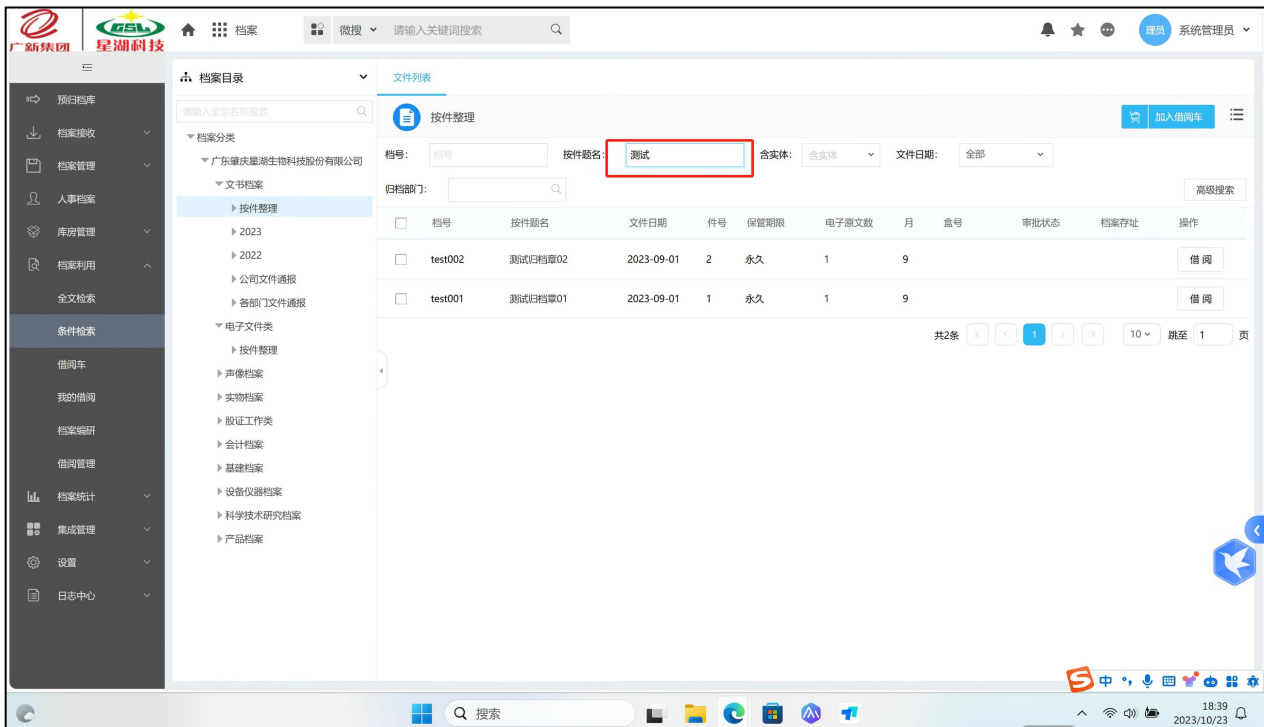 广新集团
GSL
星湖科技
档案
微搜
请输入关键词搜索
理员
系统管理员
预归档库
档案接收
档案管理
人事档案
库房管理
档案利用
全文检索
条件检索
借阅车
我的借阅
档案编研
借阅管理
档案统计
集成管理
设置
日志中心
档案目录
请输入全宗名称搜索
档案分类
广东肇庆星湖生物科技股份有限公司
文书档案
按件整理
2023
2022
公司文件通报
各部门文件通报
电子文件类
按件整理
声像档案
实物档案
股证工作类
会计档案
基建档案
设备仪器档案
科学技术研究档案
产品档案
文件列表
按件整理
加入借阅车
档号: 档号 按件题名: 测试 含实体: 含实体 文件日期: 全部
归档部门:
高级搜索
档号 按件题名 文件日期 件号 保管期限 电子原文数 月 盒号 审批状态 档案存址 操作
test002 测试归档章02 2023-09-01 2 永久 1 9 借 阅
test001 测试归档章01 2023-09-01 1 永久 1 9 借 阅
共2条 1 10 跳至 1 页
中
搜索
18:39
2023/10/23